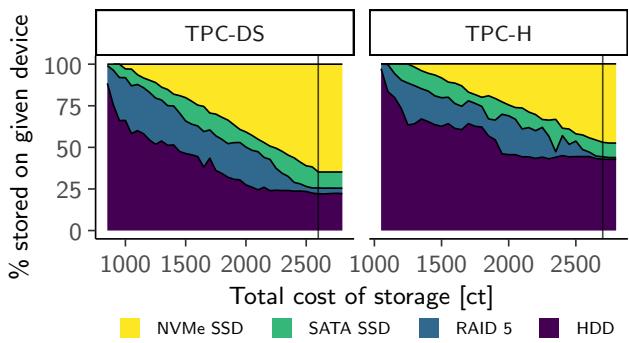 TPC-DS
TPC-H
% stored on given device
100
75
50
25
0
1000 1500 2000 2500
1000 1500 2000 2500
Total cost of storage [ct]
NVMe SSD SATA SSD RAID 5 HDD